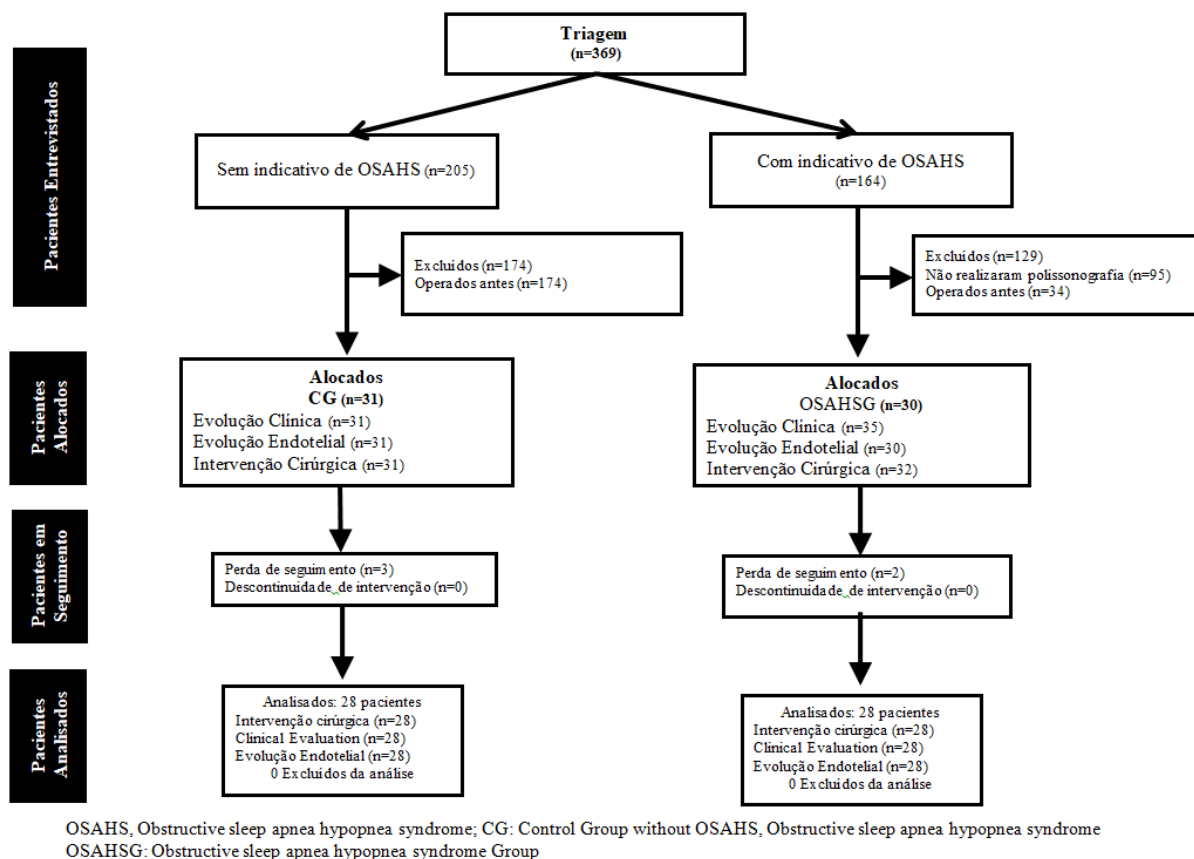 Triagem
(n=369)
Pacientes Entrevistados
Sem indicativo de OSAHS (n=205)
Com indicativo de OSAHS
(n=164)
Excluídos (n=174)
Operados antes (n=174)
Excluídos (n=129)
Não realizaram polissonografia (n=95)
Operados antes (n=34)
Pacientes
Alocados
Alocados
CG (n=31)
Evolução Clínica (n=31)
Evolução Endotelial (n=31)
Intervenção Cirúrgica (n=31)
Alocados
OSAHSG (n=30)
Evolução Clínica (n=35)
Evolução Endotelial (n=30)
Intervenção Cirúrgica (n=32)
Pacientes em
Seguimento
Perda de seguimento (n=3)
Descontinuidade de intervenção (n=0)
Perda de seguimento (n=2)
Descontinuidade de intervenção (n=0)
Pacientes
Analisados
Analisados: 28 pacientes
Intervenção cirúrgica (n=28)
Clinical Evaluation (n=28)
Evolução Endotelial (n=28)
0 Excluidos da análise
Analisados: 28 pacientes
Intervenção cirúrgica (n=28)
Clinical Evaluation (n=28)
Evolução Endotelial (n=28)
0 Excluidos da análise
OSAHS, Obstructive sleep apnea hypopnea syndrome; CG: Control Group without OSAHS, Obstructive sleep apnea hypopnea syndrome
OSAHSG: Obstructive sleep apnea hypopnea syndrome Group